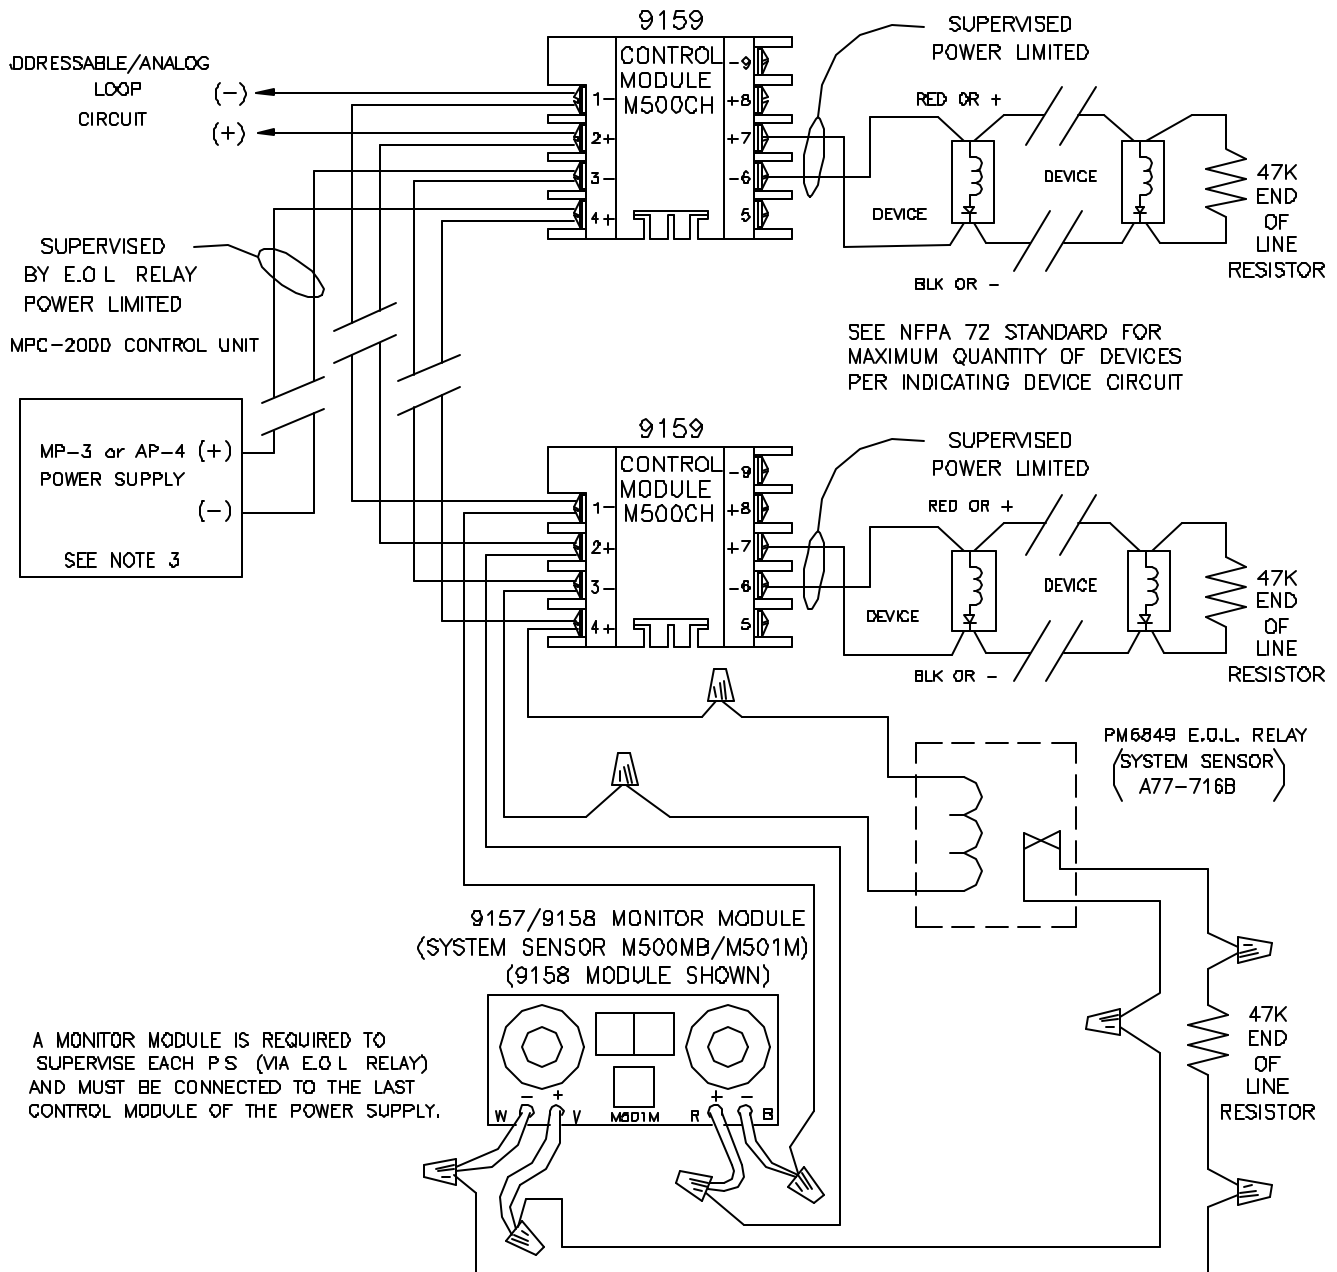 9159
CONTROL
MODULE
M500CH
-9
+8
+7
-6
5
1-
2+
3-
4+
DDRESSABLE/ANALOG
LOOP
CIRCUIT
(-)
(+)
SUPERVISED
POWER LIMITED
RED OR +
DEVICE
DEVICE
BLK OR -
47K
END
OF
LINE
RESISTOR
SUPERVISED
BY E.O L RELAY
POWER LIMITED
MPC-2000 CONTROL UNIT
SEE NFPA 72 STANDARD FOR
MAXIMUM QUANTITY OF DEVICES
PER INDICATING DEVICE CIRCUIT
MP-3 or AP-4 (+)
POWER SUPPLY
(-)
SEE NOTE 3
9159
CONTROL
MODULE
M500CH
-9
+8
+7
-6
5
1-
2+
3-
4+
SUPERVISED
POWER LIMITED
RED OR +
DEVICE
DEVICE
BLK OR -
47K
END
OF
LINE
RESISTOR
PM6849 E.O.L. RELAY
(SYSTEM SENSOR
A77-716B)
9157/9158 MONITOR MODULE
(SYSTEM SENSOR M500MB/M501M)
(9158 MODULE SHOWN)
- +
W V
M501M
+ -
R B
A MONITOR MODULE IS REQUIRED TO
SUPERVISE EACH P S (VIA E.O L RELAY)
AND MUST BE CONNECTED TO THE LAST
CONTROL MODULE OF THE POWER SUPPLY.
47K
END
OF
LINE
RESISTOR